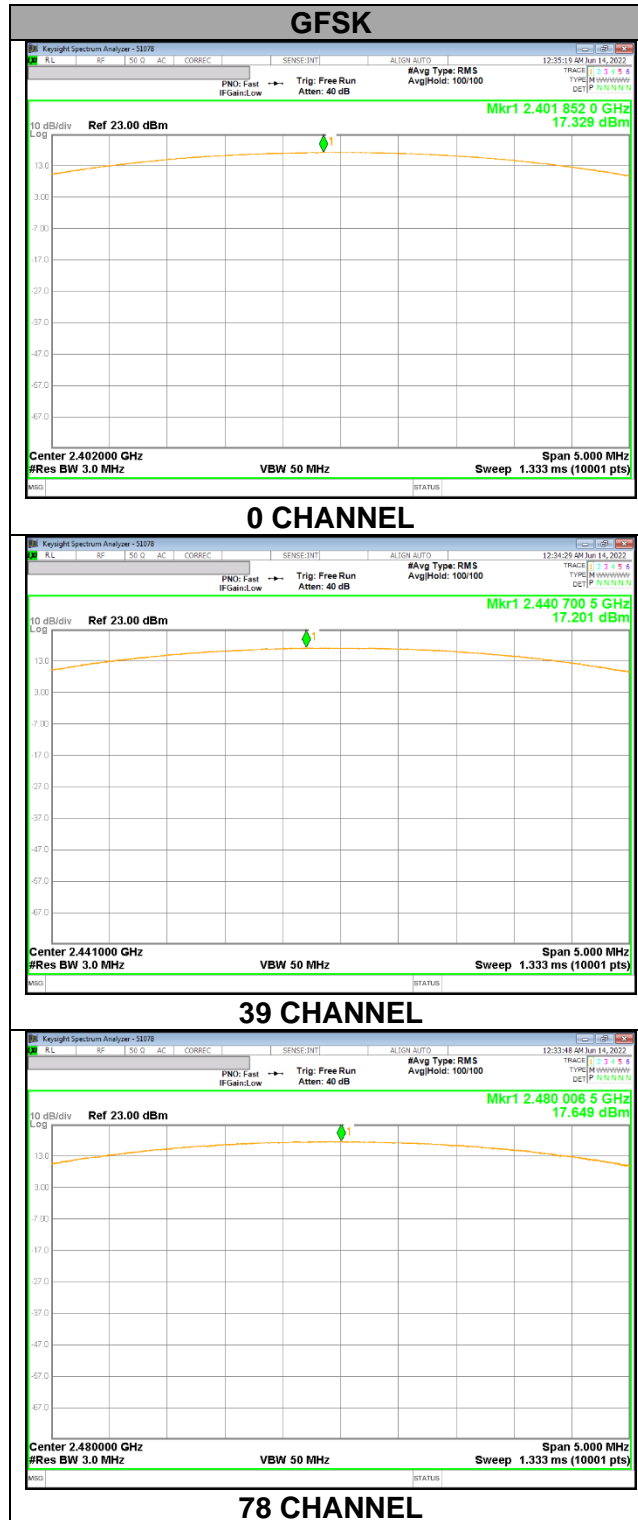 GFSK
Keysight Spectrum Analyzer - 51078
RL RF 50 Ω AC CORREC SENSE:INT ALIGN AUTO 12:35:19 AM Jun 14, 2022
#Avg Type: RMS TRACE 1 2 3 4 5 6
PNO: Fast Trig: Free Run Avg|Hold: 100/100 TYPE M WWWWW
IFGain:Low Atten: 40 dB DET P N N N N N
Mkr1 2.401 852 0 GHz
10 dB/div Ref 23.00 dBm 17.329 dBm
Log
1
13.0
3.00
-7.00
-17.0
-27.0
-37.0
-47.0
-57.0
-67.0
Center 2.402000 GHz Span 5.000 MHz
#Res BW 3.0 MHz VBW 50 MHz Sweep 1.333 ms (10001 pts)
MSG STATUS
0 CHANNEL
Keysight Spectrum Analyzer - 51078
RL RF 50 Ω AC CORREC SENSE:INT ALIGN AUTO 12:34:29 AM Jun 14, 2022
#Avg Type: RMS TRACE 1 2 3 4 5 6
PNO: Fast Trig: Free Run Avg|Hold: 100/100 TYPE M WWWWW
IFGain:Low Atten: 40 dB DET P N N N N N
Mkr1 2.440 700 5 GHz
10 dB/div Ref 23.00 dBm 17.201 dBm
Log
1
13.0
3.00
-7.00
-17.0
-27.0
-37.0
-47.0
-57.0
-67.0
Center 2.441000 GHz Span 5.000 MHz
#Res BW 3.0 MHz VBW 50 MHz Sweep 1.333 ms (10001 pts)
MSG STATUS
39 CHANNEL
Keysight Spectrum Analyzer - 51078
RL RF 50 Ω AC CORREC SENSE:INT ALIGN AUTO 12:33:48 AM Jun 14, 2022
#Avg Type: RMS TRACE 1 2 3 4 5 6
PNO: Fast Trig: Free Run Avg|Hold: 100/100 TYPE M WWWWW
IFGain:Low Atten: 40 dB DET P N N N N N
Mkr1 2.480 006 5 GHz
10 dB/div Ref 23.00 dBm 17.649 dBm
Log
1
13.0
3.00
-7.00
-17.0
-27.0
-37.0
-47.0
-57.0
-67.0
Center 2.480000 GHz Span 5.000 MHz
#Res BW 3.0 MHz VBW 50 MHz Sweep 1.333 ms (10001 pts)
MSG STATUS
78 CHANNEL